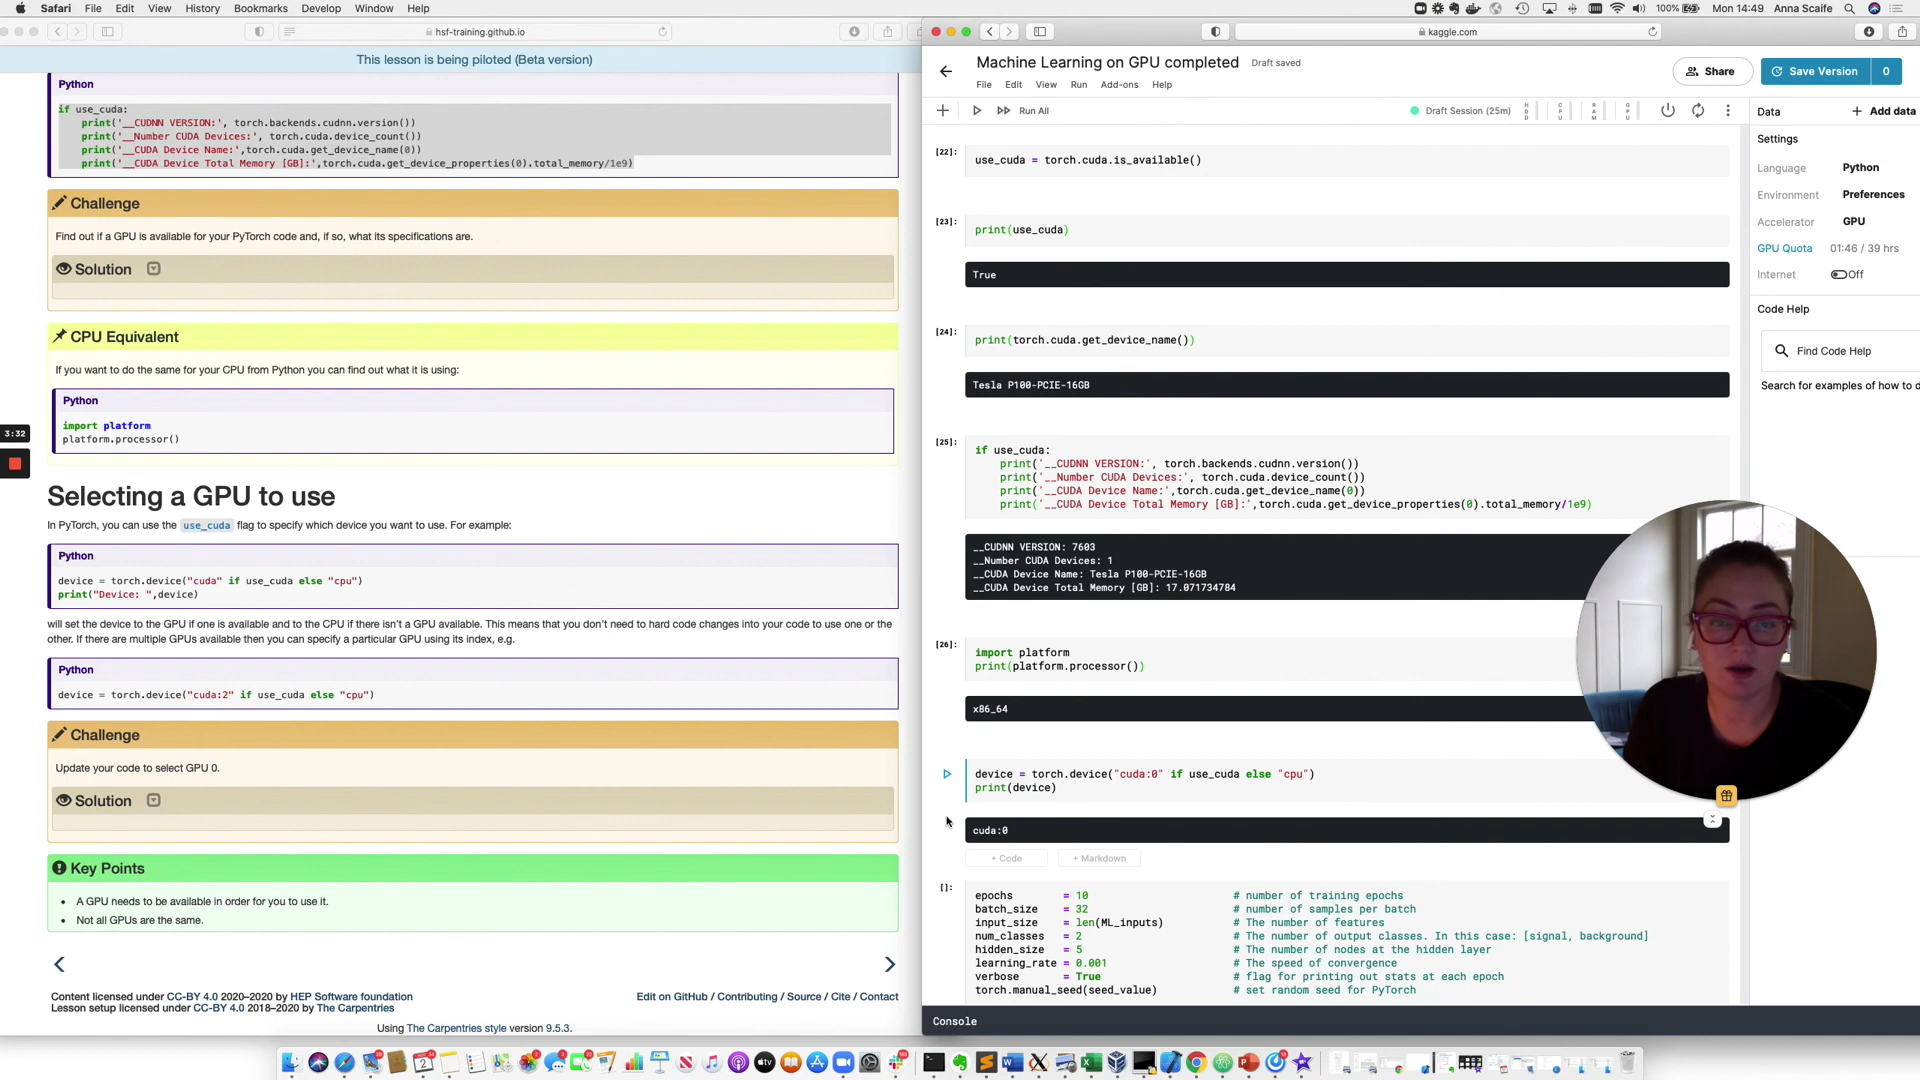 Safari File Edit View History Bookmarks Develop Window Help
100% Mon 14:49 Anna Scaife
hsf-training.github.io
This lesson is being piloted (Beta version)
Python
if use_cuda:
print('__CUDNN VERSION:', torch.backends.cudnn.version())
print('__Number CUDA Devices:', torch.cuda.device_count())
print('__CUDA Device Name:',torch.cuda.get_device_name(0))
print('__CUDA Device Total Memory [GB]:',torch.cuda.get_device_properties(0).total_memory/1e9)
Challenge
Find out if a GPU is available for your PyTorch code and, if so, what its specifications are.
Solution
CPU Equivalent
If you want to do the same for your CPU from Python you can find out what it is using:
Python
import platform
platform.processor()
3:32
Selecting a GPU to use
In PyTorch, you can use the use_cuda flag to specify which device you want to use. For example:
Python
device = torch.device("cuda" if use_cuda else "cpu")
print("Device: ",device)
will set the device to the GPU if one is available and to the CPU if there isn't a GPU available. This means that you don't need to hard code changes into your code to use one or the
other. If there are multiple GPUs available then you can specify a particular GPU using its index, e.g.
Python
device = torch.device("cuda:2" if use_cuda else "cpu")
Challenge
Update your code to select GPU 0.
Solution
Key Points
A GPU needs to be available in order for you to use it.
Not all GPUs are the same.
Content licensed under CC-BY 4.0 2020–2020 by HEP Software foundation
Lesson setup licensed under CC-BY 4.0 2018–2020 by The Carpentries
Edit on GitHub / Contributing / Source / Cite / Contact
Using The Carpentries style version 9.5.3.
kaggle.com
Machine Learning on GPU completed Draft saved
File Edit View Run Add-ons Help
Share
Save Version 0
Run All
Draft Session (25m)
HDD CPU RAM GPU
[22]:
use_cuda = torch.cuda.is_available()
[23]:
print(use_cuda)
True
[24]:
print(torch.cuda.get_device_name())
Tesla P100-PCIE-16GB
[25]:
if use_cuda:
print('__CUDNN VERSION:', torch.backends.cudnn.version())
print('__Number CUDA Devices:', torch.cuda.device_count())
print('__CUDA Device Name:',torch.cuda.get_device_name(0))
print('__CUDA Device Total Memory [GB]:',torch.cuda.get_device_properties(0).total_memory/1e9)
__CUDNN VERSION: 7603
__Number CUDA Devices: 1
__CUDA Device Name: Tesla P100-PCIE-16GB
__CUDA Device Total Memory [GB]: 17.071734784
[26]:
import platform
print(platform.processor())
x86_64
device = torch.device("cuda:0" if use_cuda else "cpu")
print(device)
cuda:0
+ Code + Markdown
[]:
epochs = 10 # number of training epochs
batch_size = 32 # number of samples per batch
input_size = len(ML_inputs) # The number of features
num_classes = 2 # The number of output classes. In this case: [signal, background]
hidden_size = 5 # The number of nodes at the hidden layer
learning_rate = 0.001 # The speed of convergence
verbose = True # flag for printing out stats at each epoch
torch.manual_seed(seed_value) # set random seed for PyTorch
Console
Data + Add data
Settings
Language Python
Environment Preferences
Accelerator GPU
GPU Quota 01:46 / 39 hrs
Internet Off
Code Help
Find Code Help
Search for examples of how to d